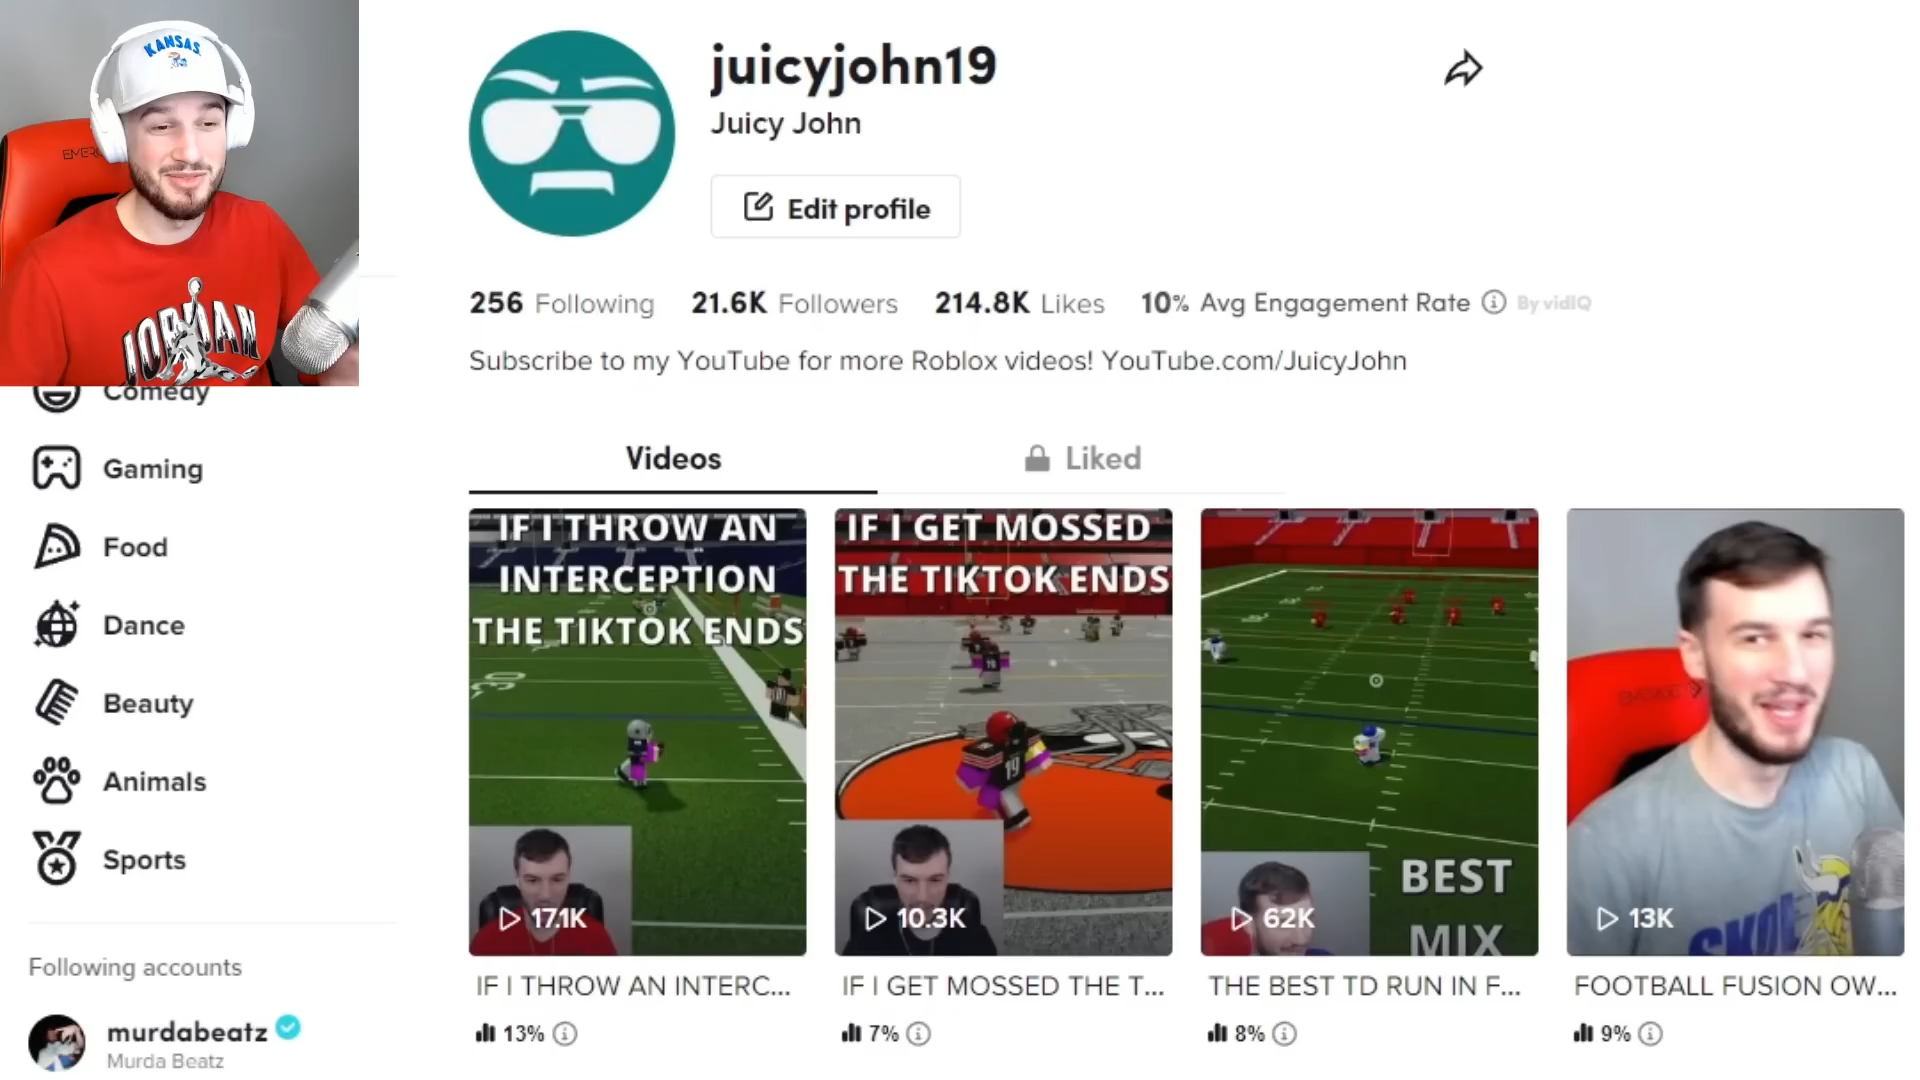 KANSAS
JORDAN
juicyjohn19
Juicy John
Edit profile
256 Following 21.6K Followers 214.8K Likes 10% Avg Engagement Rate By vidIQ
Subscribe to my YouTube for more Roblox videos! YouTube.com/JuicyJohn
Comedy
Gaming
Food
Dance
Beauty
Animals
Sports
Following accounts
murdabeatz
Murda Beatz
Videos Liked
IF I THROW AN
INTERCEPTION
THE TIKTOK ENDS
17.1K
IF I THROW AN INTERC...
13%
IF I GET MOSSED
THE TIKTOK ENDS
19
19
10.3K
IF I GET MOSSED THE T...
7%
BEST
MIX
62K
THE BEST TD RUN IN F...
8%
SKOL
13K
FOOTBALL FUSION OW...
9%